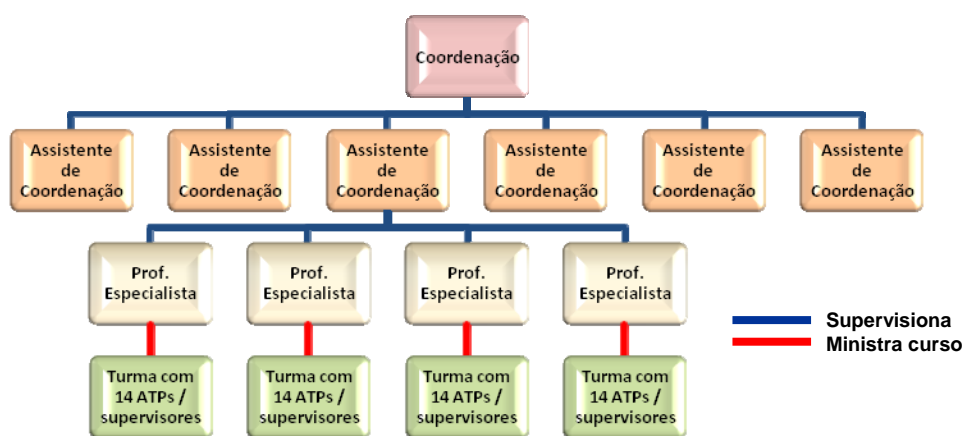 Coordenação
Assistente
de
Coordenação
Assistente
de
Coordenação
Assistente
de
Coordenação
Assistente
de
Coordenação
Assistente
de
Coordenação
Assistente
de
Coordenação
Prof.
Especialista
Prof.
Especialista
Prof.
Especialista
Prof.
Especialista
Supervisiona
Ministra curso
Turma com
14 ATPs /
supervisores
Turma com
14 ATPs /
supervisores
Turma com
14 ATPs /
supervisores
Turma com
14 ATPs /
supervisores